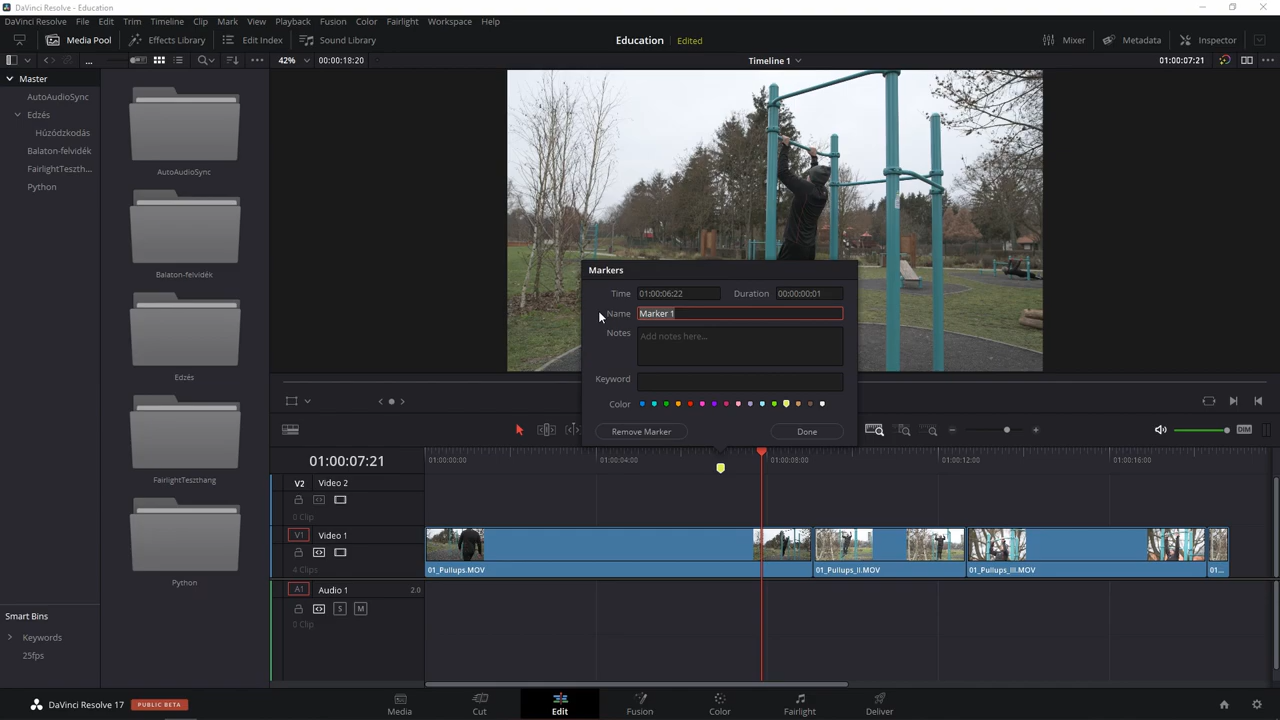 DaVinci Resolve
DaVinci Resolve File Edit Trim Timeline Clip Mark View Playback Fusion Color Fairlight Workspace Help
Media Pool Effects Library Edit Index Sound Library Education Edited Mixer Metadata Inspector
... 42% 00:00:18:20 Timeline 1 01:00:07:21
Master
AutoAudioSync
Edzés
Húzódzkodás
Balaton-felvidék
FairlightTeszth...
Python
AutoAudioSync
Balaton-felvidék
Edzés
FairlightTeszthang
Python
Smart Bins
Keywords
25fps
Markers
Time 01:00:06:22 Duration 00:00:00:01
Name Marker 1
Notes Add notes here...
Keyword
Color
Remove Marker Done
DIM
01:00:07:21 01:00:00:00 01:00:04:00 01:00:08:00 01:00:12:00 01:00:16:00
V2 Video 2
0 Clip
V1 Video 1
4 Clips 01_Pullups.MOV 01_Pullups_II.MOV 01_Pullups_III.MOV 01...
A1 Audio 1 2.0
S M
0 Clip
DaVinci Resolve 17 PUBLIC BETA Media Cut Edit Fusion Color Fairlight Deliver